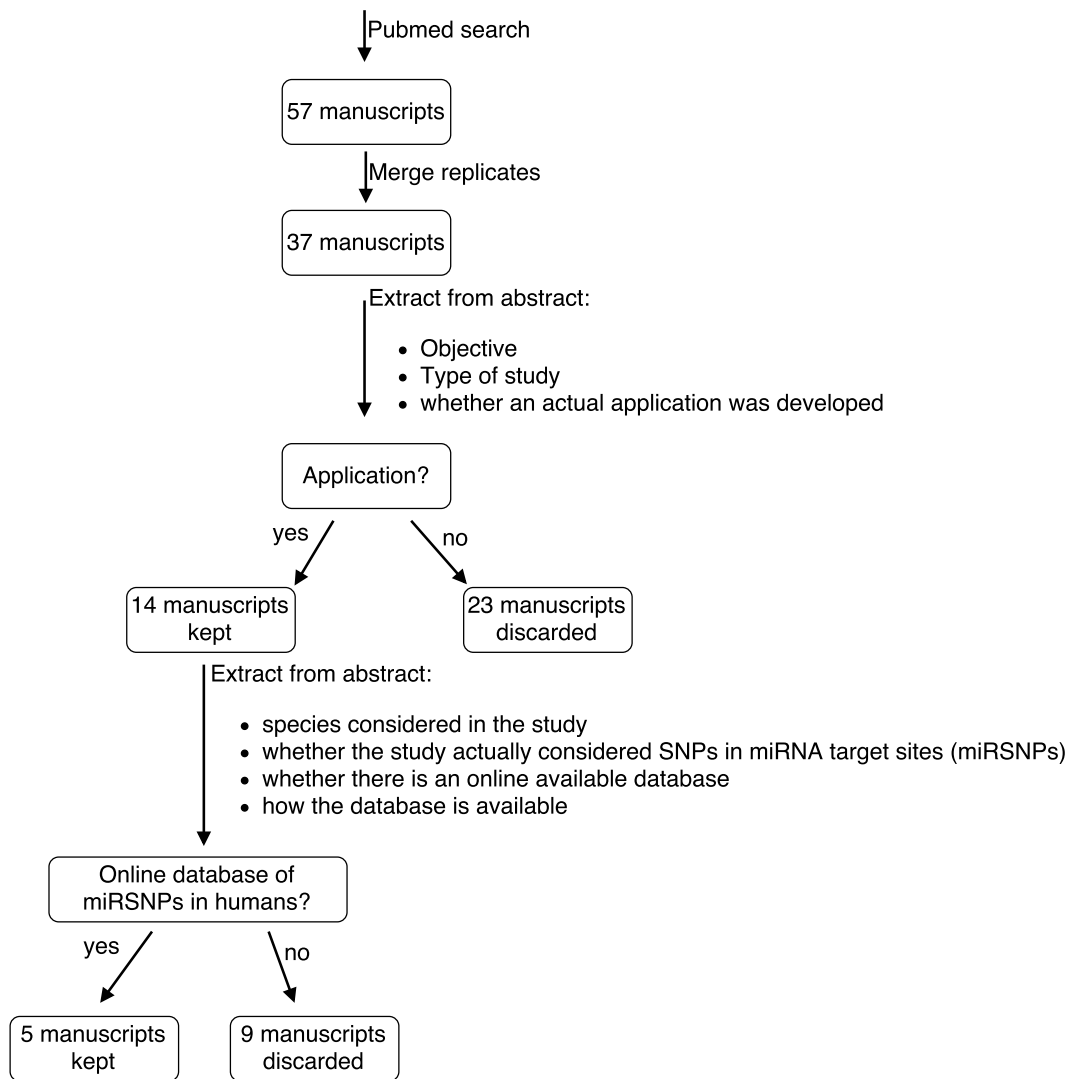 Pubmed search
57 manuscripts
Merge replicates
37 manuscripts
Extract from abstract:
• Objective
• Type of study
• whether an actual application was developed
Application?
yes
no
14 manuscripts
kept
23 manuscripts
discarded
Extract from abstract:
• species considered in the study
• whether the study actually considered SNPs in miRNA target sites (miRSNPs)
• whether there is an online available database
• how the database is available
Online database of
miRSNPs in humans?
yes
no
5 manuscripts
kept
9 manuscripts
discarded